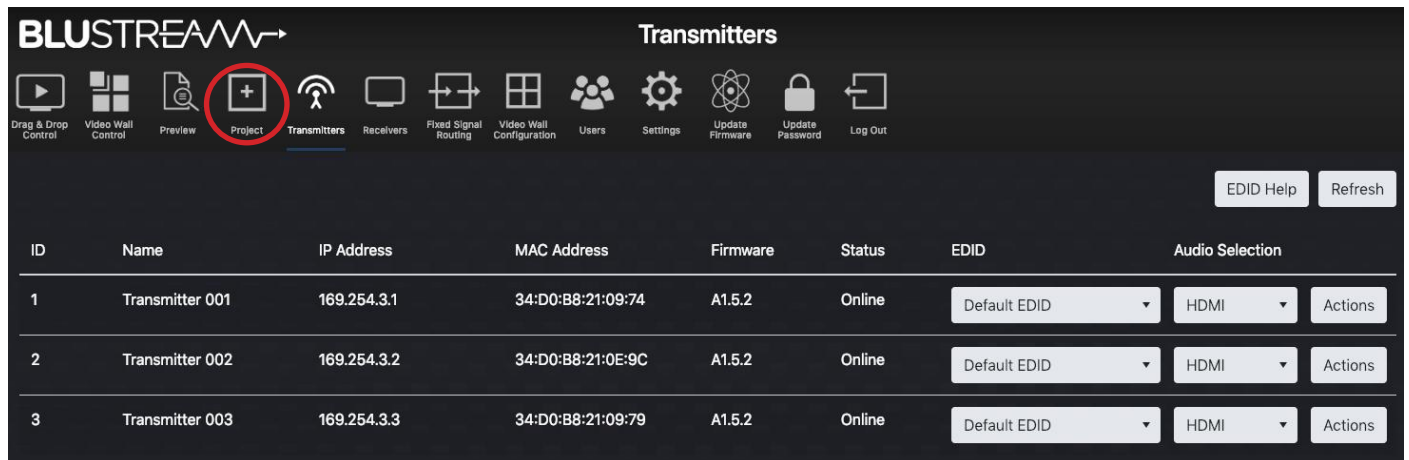 BLUSTREAM
Transmitters
Drag & Drop Control
Video Wall Control
Preview
Project
Transmitters
Receivers
Fixed Signal Routing
Video Wall Configuration
Users
Settings
Update Firmware
Update Password
Log Out
EDID Help Refresh
ID Name IP Address MAC Address Firmware Status EDID Audio Selection
1 Transmitter 001 169.254.3.1 34:D0:B8:21:09:74 A1.5.2 Online Default EDID HDMI Actions
2 Transmitter 002 169.254.3.2 34:D0:B8:21:0E:9C A1.5.2 Online Default EDID HDMI Actions
3 Transmitter 003 169.254.3.3 34:D0:B8:21:09:79 A1.5.2 Online Default EDID HDMI Actions